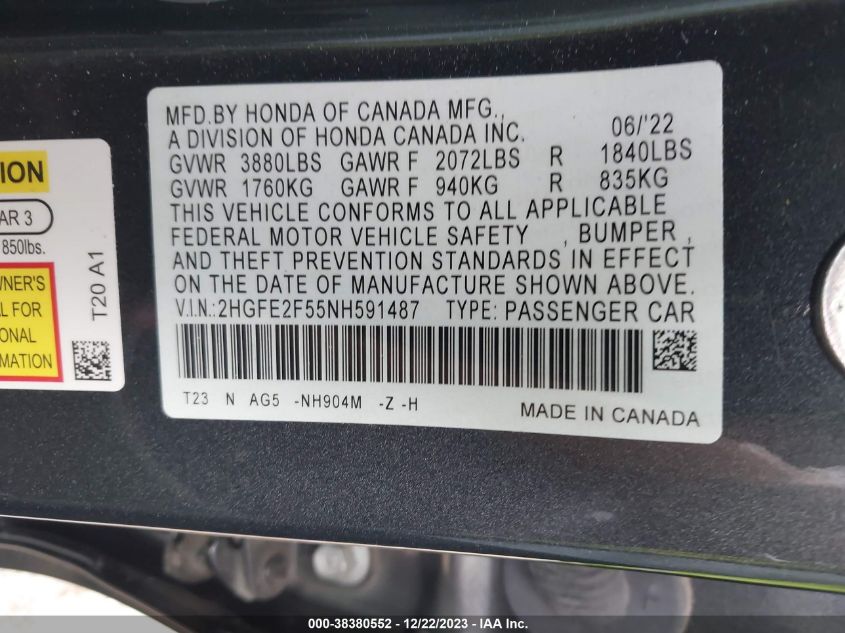 ION
AR 3
850lbs.
WNER'S
AL FOR
IONAL
RMATION
T20 A1
MFD.BY HONDA OF CANADA MFG.,
A DIVISION OF HONDA CANADA INC. 06/'22
GVWR 3880LBS GAWR F 2072LBS R 1840LBS
GVWR 1760KG GAWR F 940KG R 835KG
THIS VEHICLE CONFORMS TO ALL APPLICABLE
FEDERAL MOTOR VEHICLE SAFETY , BUMPER ,
AND THEFT PREVENTION STANDARDS IN EFFECT
ON THE DATE OF MANUFACTURE SHOWN ABOVE.
V.I.N.:2HGFE2F55NH591487 TYPE: PASSENGER CAR
T23 N AG5 -NH904M -Z -H
MADE IN CANADA
000-38380552 - 12/22/2023 - IAA Inc.